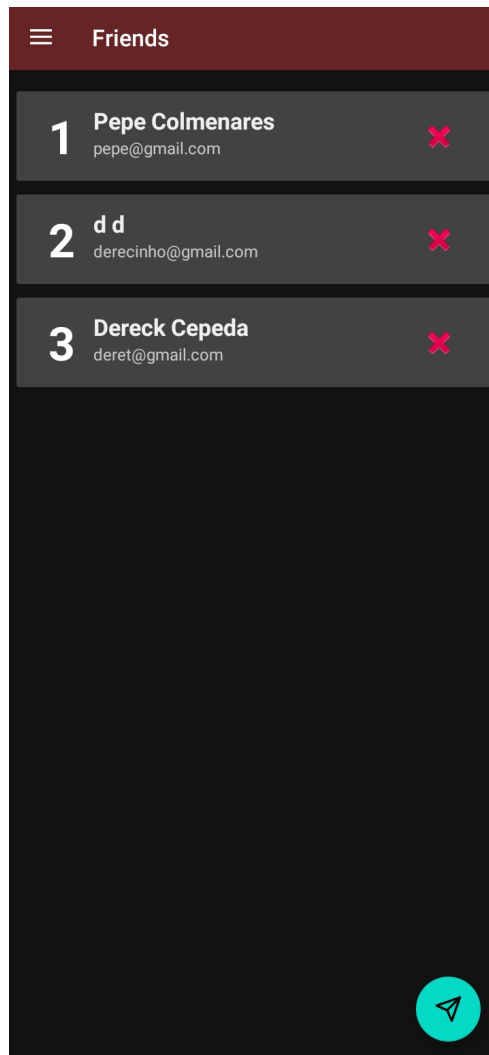 Friends
1
Pepe Colmenares
pepe@gmail.com
2
d d
derecinho@gmail.com
3
Dereck Cepeda
deret@gmail.com